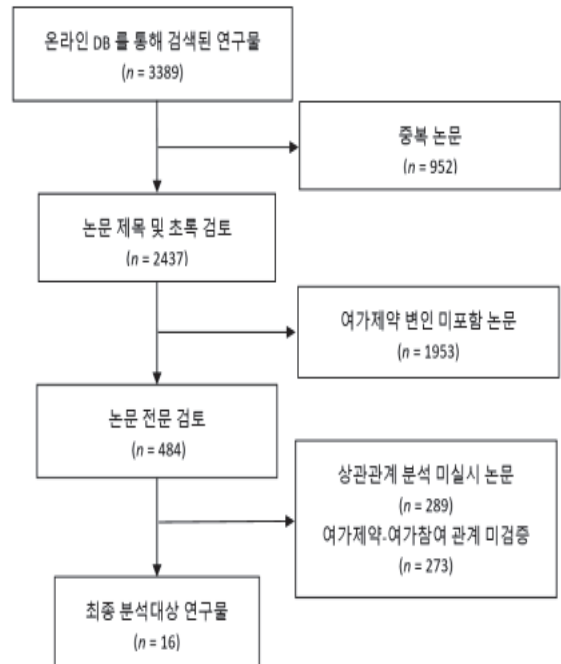 온라인 DB 를 통해 검색된 연구물
(n = 3389)
중복 논문
(n = 952)
논문 제목 및 초록 검토
(n = 2437)
여가제약 변인 미포함 논문
(n = 1953)
논문 전문 검토
(n = 484)
상관관계 분석 미실시 논문
(n = 289)
여가제약-여가참여 관계 미검증
(n = 273)
최종 분석대상 연구물
(n = 16)